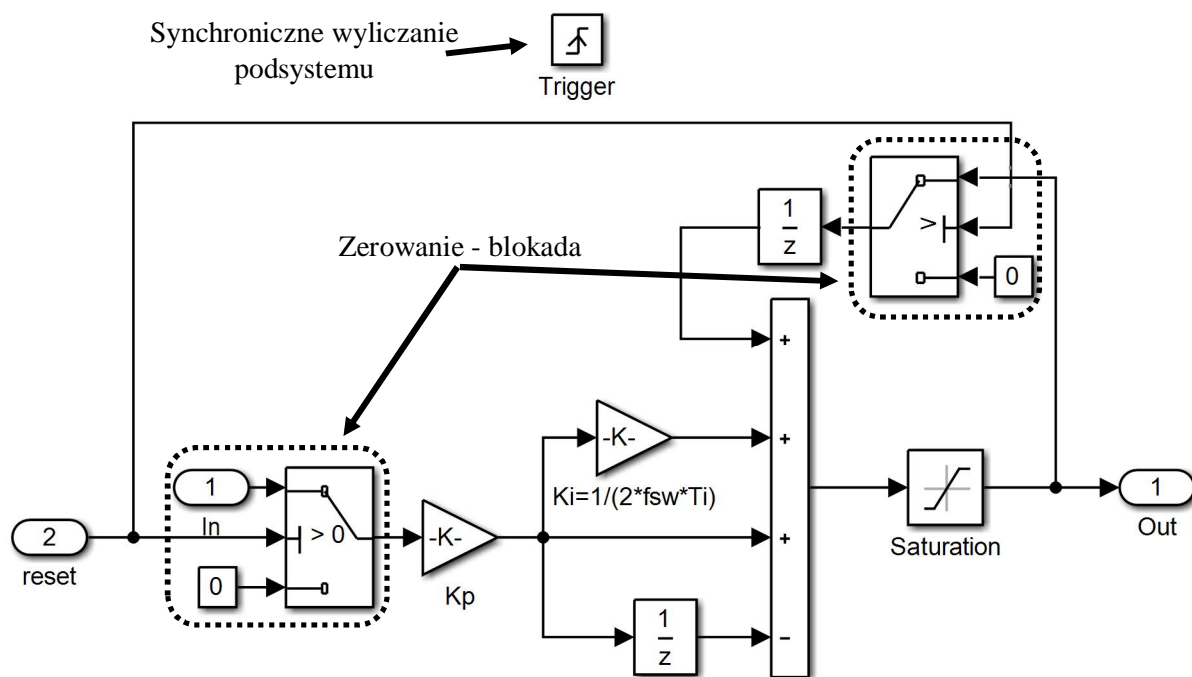 Synchroniczne wyliczanie
podsystemu
Trigger
1
z
>
0
Zerowanie - blokada
+
-K-
+
Ki=1/(2*fsw*Ti)
1
In
2
reset
> 0
0
-K-
Kp
+
1
z
−
Saturation
1
Out